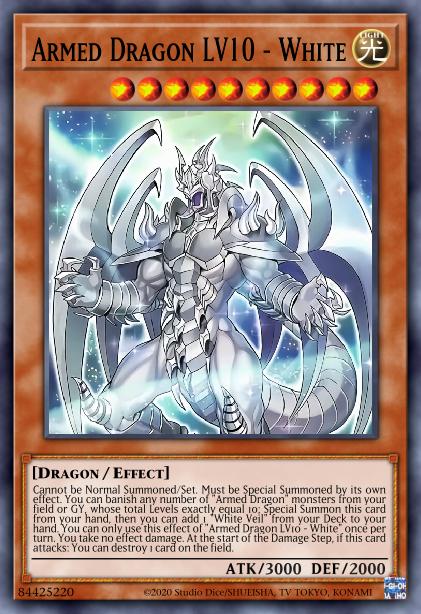 ARMED DRAGON LV10 - WHITE
LIGHT
光
[DRAGON / EFFECT]
Cannot be Normal Summoned/Set. Must be Special Summoned by its own
effect. You can banish any number of "Armed Dragon" monsters from your
field or GY, whose total Levels exactly equal 10; Special Summon this card
from your hand, then you can add 1 "White Veil" from your Deck to your
hand. You can only use this effect of "Armed Dragon LV10 - White" once per
turn. You take no effect damage. At the start of the Damage Step, if this card
attacks: You can destroy 1 card on the field.
ATK/3000 DEF/2000
84425220
©2020 Studio Dice/SHUEISHA, TV TOKYO, KONAMI